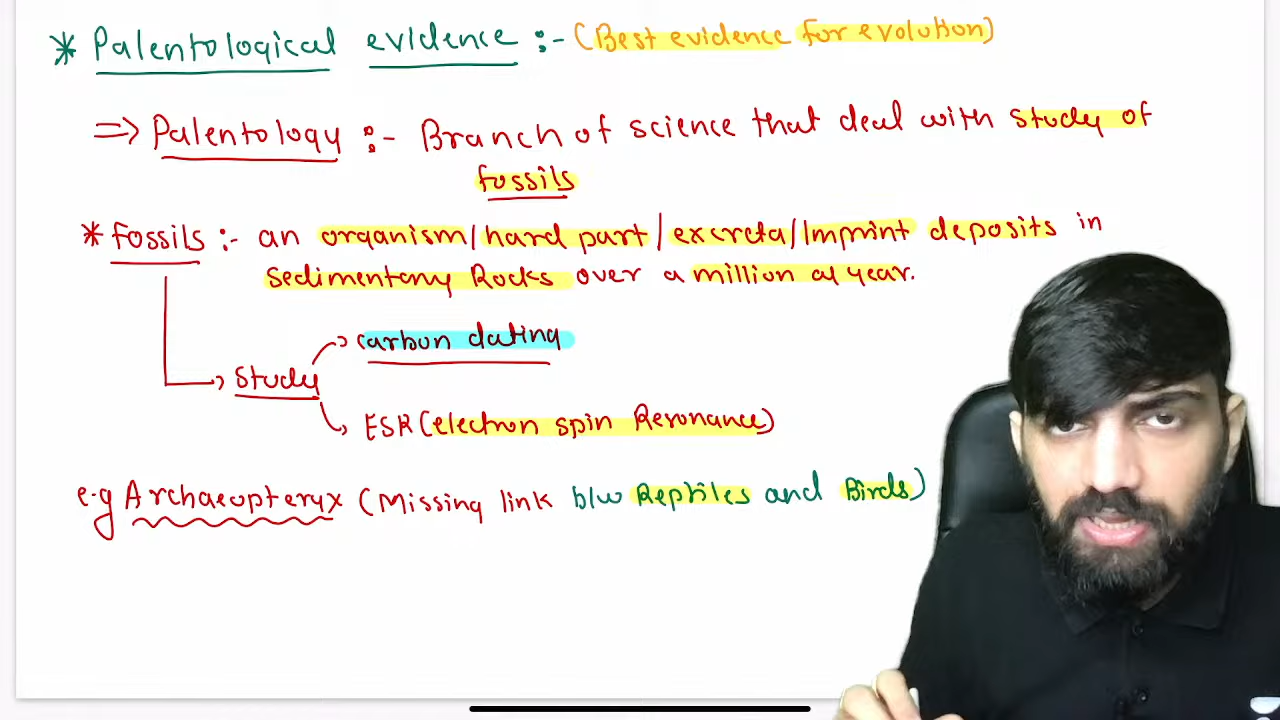 * Palentological evidence :- (Best evidence for evolution)
⇒ Palentology :- Branch of science that deal with study of
fossils
* fossils :- an organism/hard part/excreta/Imprint deposits in
Sedimentary Rocks over a million of year.
carbon dating
Study
ESR (electron spin Resonance)
e.g Archaeopteryx (Missing link b/w Reptiles and Birds)